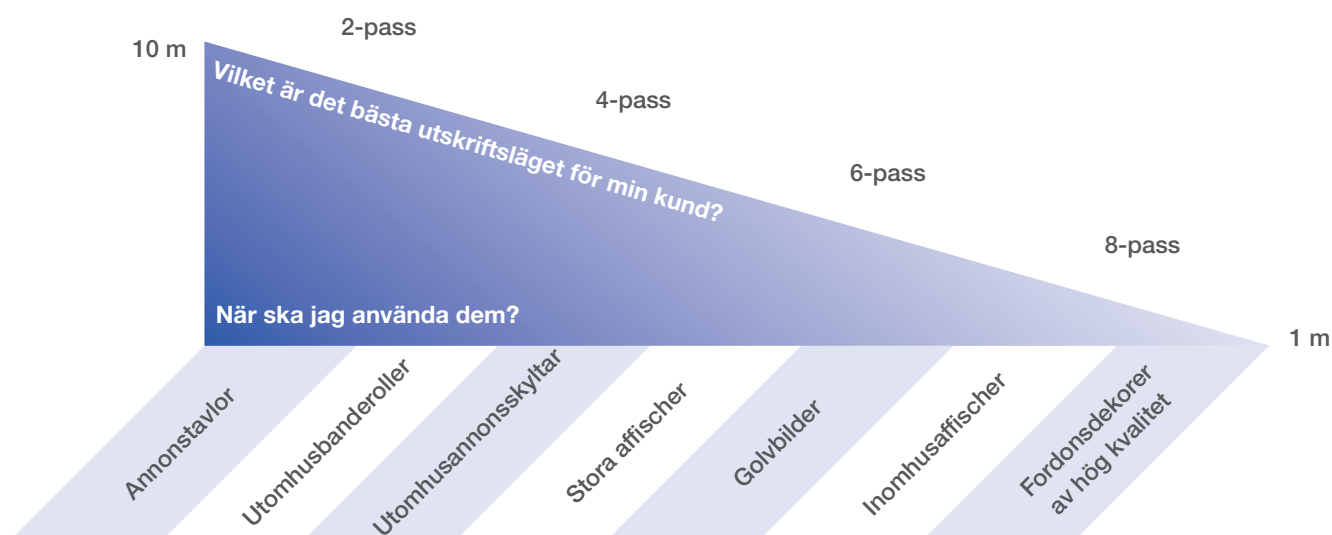 2-pass
10 m
Vilket är det bästa utskriftsläget för min kund?
4-pass
6-pass
8-pass
När ska jag använda dem?
1 m
Annonstavlor
Utomhusbanderoller
Utomhusannonsskyltar
Stora affischer
Golvbilder
Inomhusaffischer
Fordonsdekorer
av hög kvalitet